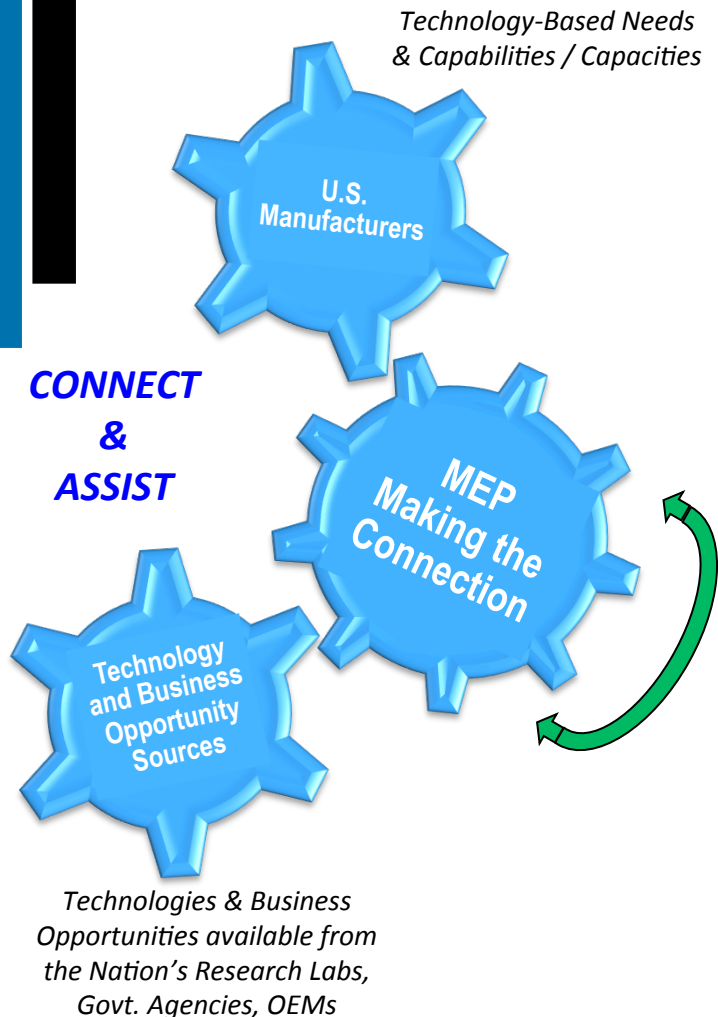 Technology-Based Needs
& Capabilities / Capacities
U.S.
Manufacturers
CONNECT
&
ASSIST
MEP
Making the
Connection
Technology
and Business
Opportunity
Sources
Technologies & Business
Opportunities available from
the Nation’s Research Labs,
Govt. Agencies, OEMs